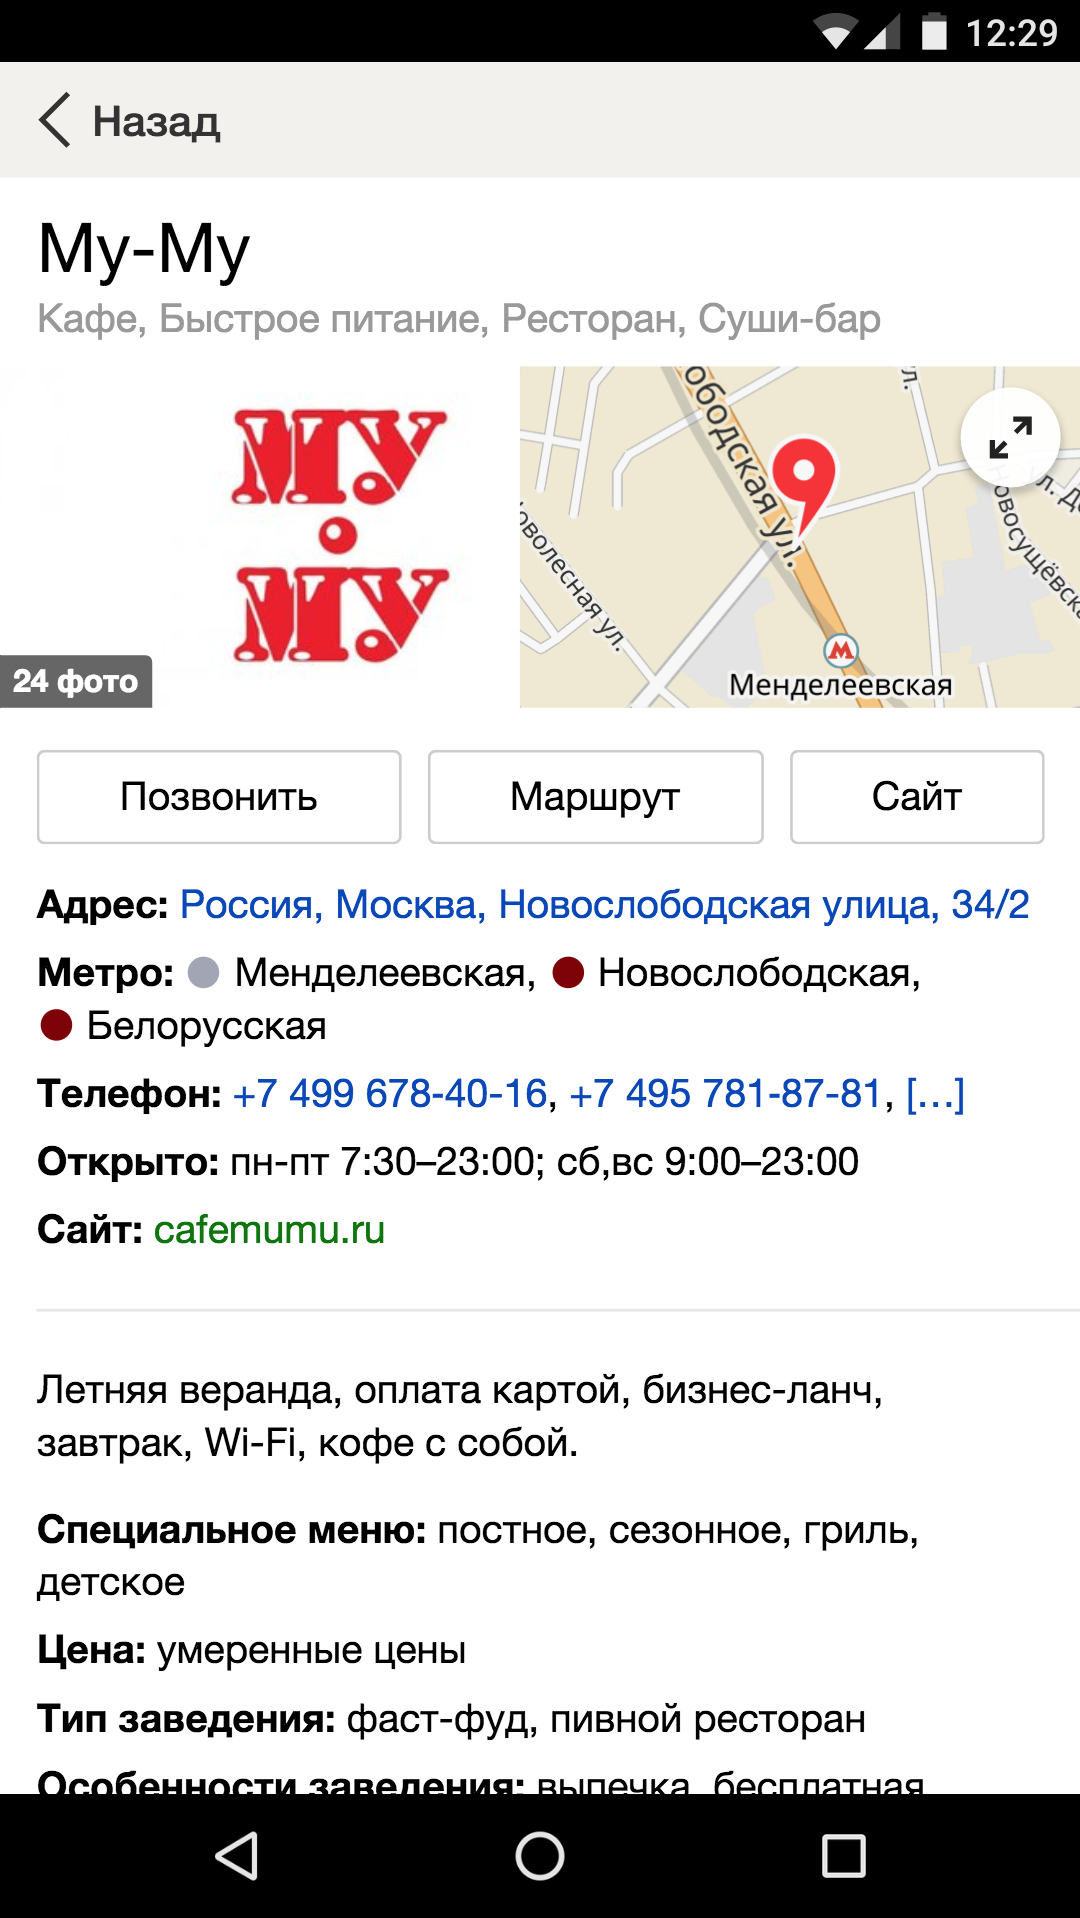 12:29
Назад
Му-Му
Кафе, Быстрое питание, Ресторан, Суши-бар
МУ
МУ
24 фото
ободская ул.
оволесная ул.
овосущёвск
ул.
Менделеевская
Позвонить
Маршрут
Сайт
Адрес: Россия, Москва, Новослободская улица, 34/2
Метро: Менделеевская, Новослободская,
Белорусская
Телефон: +7 499 678-40-16, +7 495 781-87-81, [...]
Открыто: пн-пт 7:30–23:00; сб,вс 9:00–23:00
Сайт: cafemumu.ru
Летняя веранда, оплата картой, бизнес-ланч,
завтрак, Wi-Fi, кофе с собой.
Специальное меню: постное, сезонное, гриль,
детское
Цена: умеренные цены
Тип заведения: фаст-фуд, пивной ресторан
Особенности заведения: выпечка, бесплатная